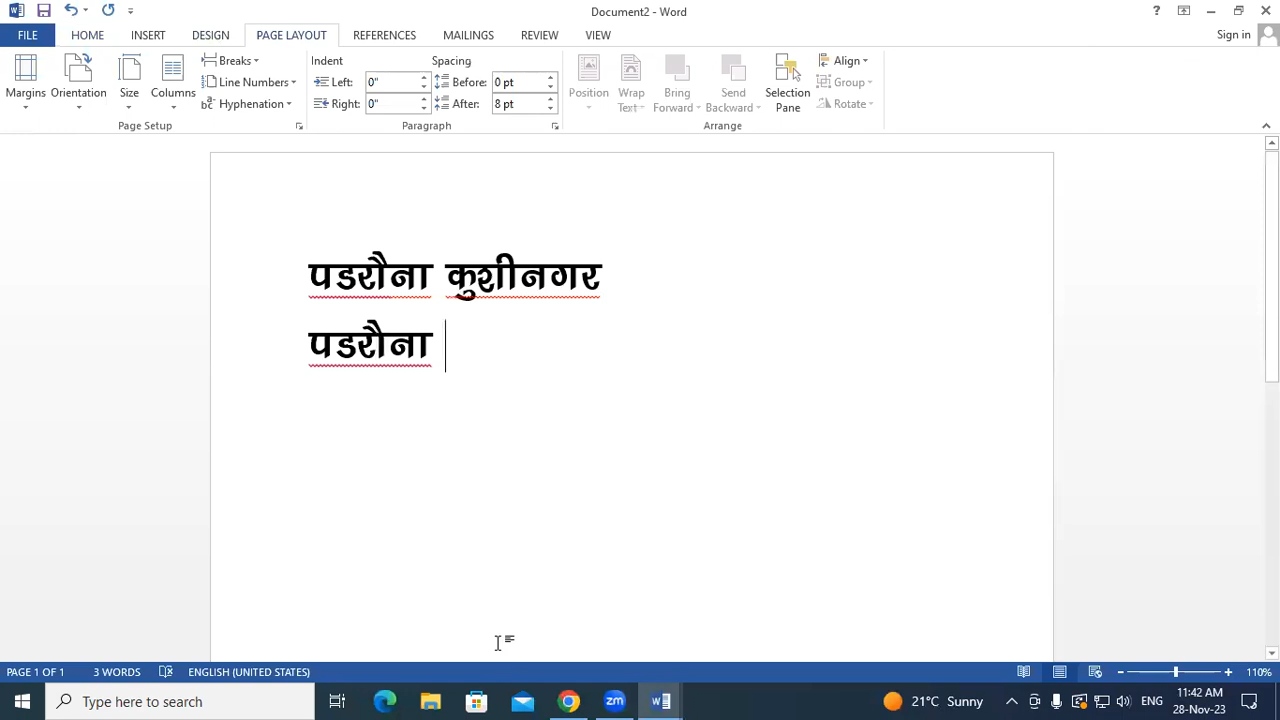 Document2 - Word
Sign in
FILE HOME INSERT DESIGN PAGE LAYOUT REFERENCES MAILINGS REVIEW VIEW
Margins Orientation Size Columns
Breaks
Line Numbers
Hyphenation
Page Setup
Indent Spacing
Left: 0" Before: 0 pt
Right: 0" After: 8 pt
Paragraph
Position Wrap Text Bring Forward Send Backward Selection Pane
Align
Group
Rotate
Arrange
पडरौना कुशीनगर
पडरौना
PAGE 1 OF 1 3 WORDS ENGLISH (UNITED STATES) 110%
Type here to search
zm
21°C Sunny
ENG
11:42 AM
28-Nov-23